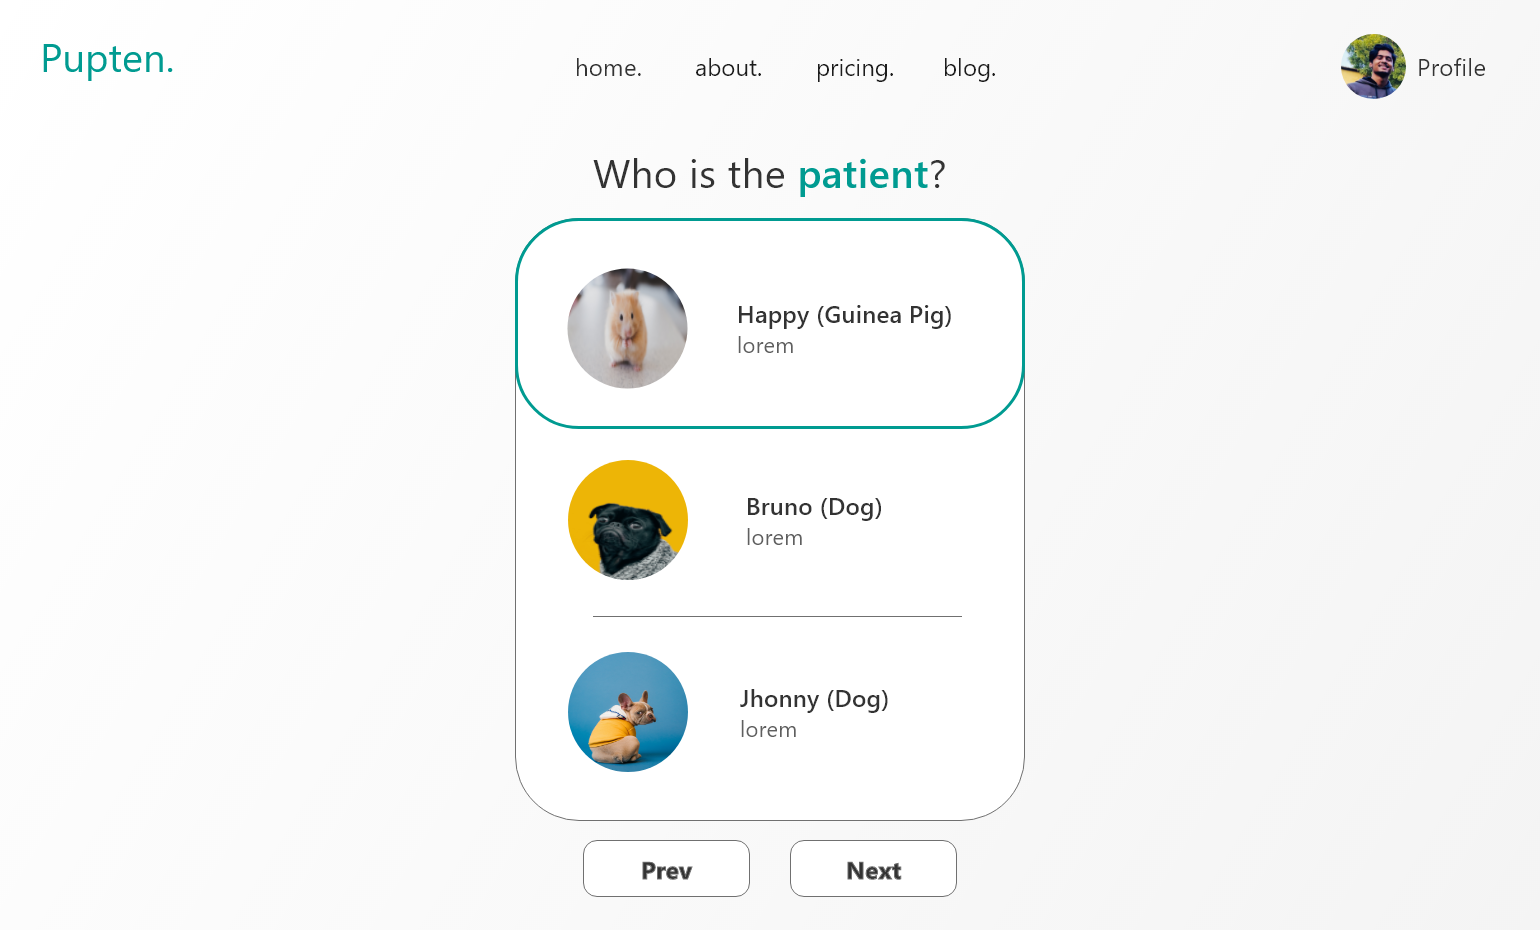 Pupten.
home. about. pricing. blog.
Profile
Who is the patient?
Happy (Guinea Pig)
lorem
Bruno (Dog)
lorem
Jhonny (Dog)
lorem
Prev
Next